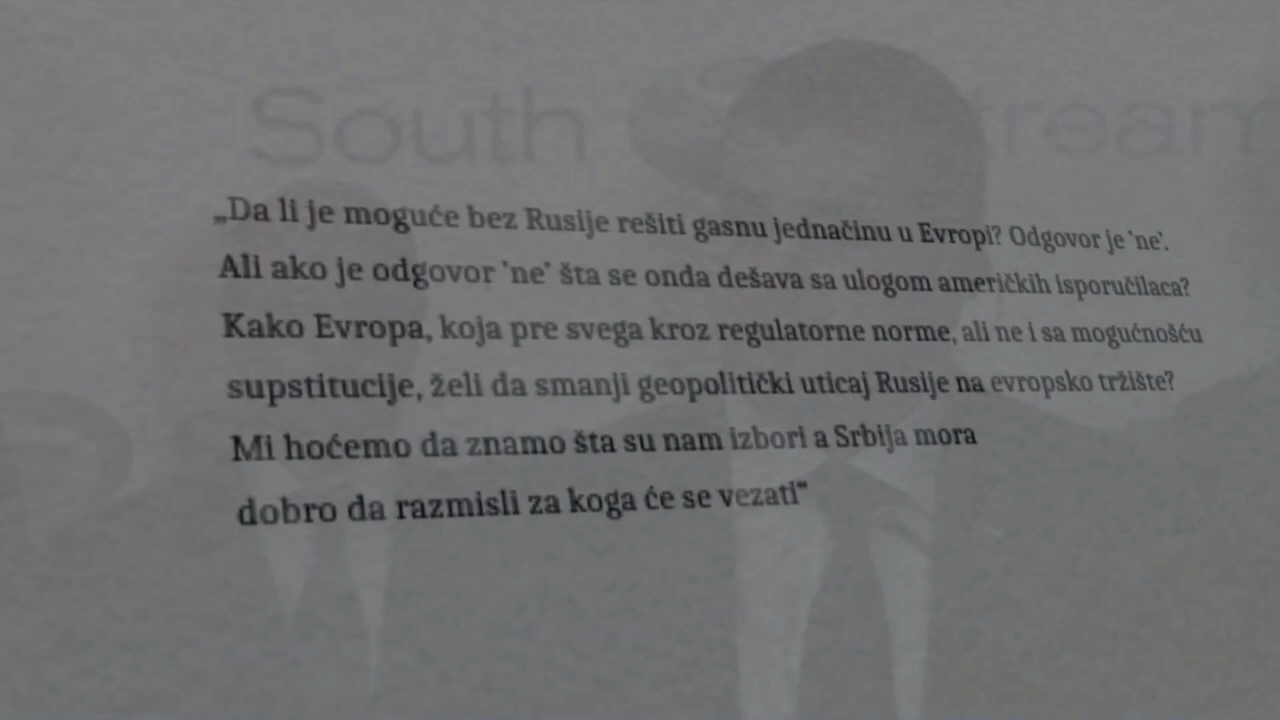 South Stream
„Da li je moguće bez Rusije rešiti gasnu jednačinu u Evropi? Odgovor je 'ne'.
Ali ako je odgovor 'ne' šta se onda dešava sa ulogom američkih isporučilaca?
Kako Evropa, koja pre svega kroz regulatorne norme, ali ne i sa mogućnošću
supstitucije, želi da smanji geopolitički uticaj Rusije na evropsko tržište?
Mi hoćemo da znamo šta su nam izbori a Srbija mora
dobro da razmisli za koga će se vezati"